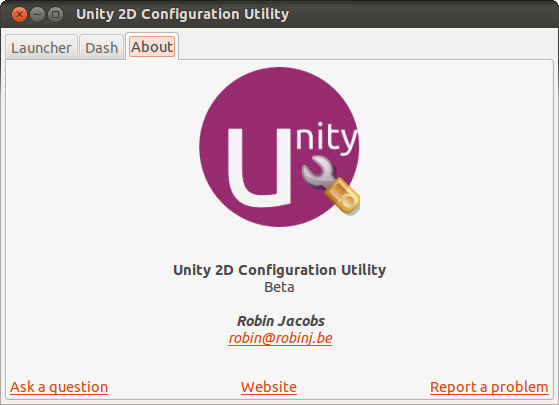 Unity 2D Configuration Utility
Launcher Dash About
Unity
Unity 2D Configuration Utility
Beta
Robin Jacobs
robin@robinj.be
Ask a question Website Report a problem